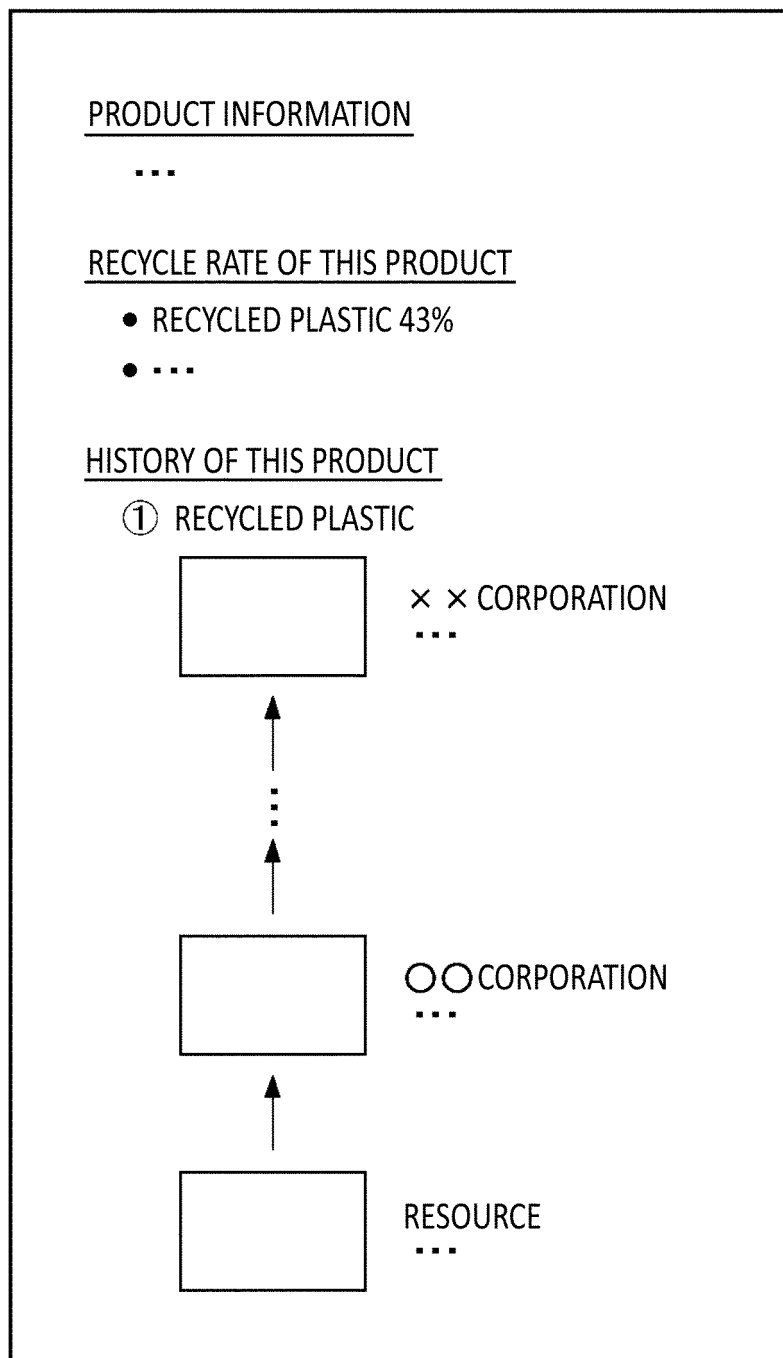 PRODUCT INFORMATION
...
RECYCLE RATE OF THIS PRODUCT
● RECYCLED PLASTIC 43%
● ...
HISTORY OF THIS PRODUCT
① RECYCLED PLASTIC
× × CORPORATION
...
○○ CORPORATION
...
RESOURCE
...